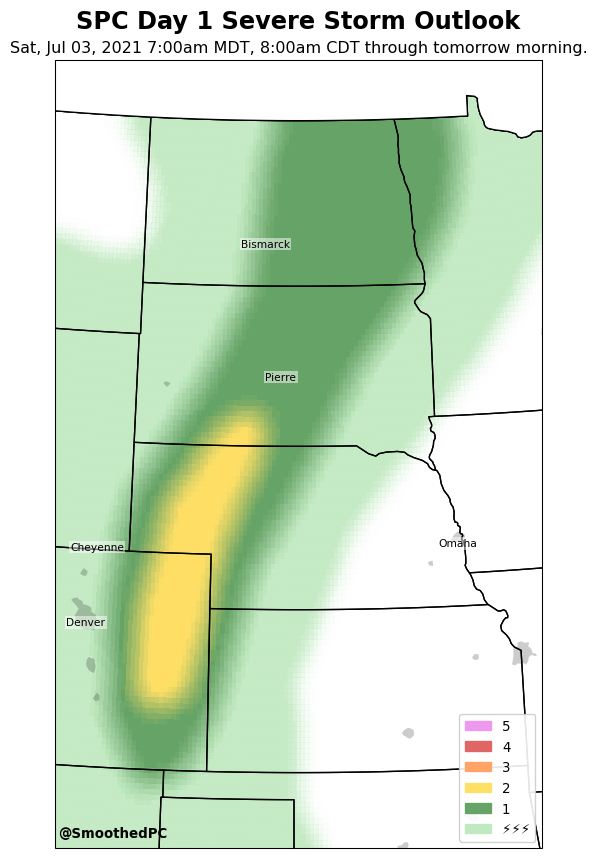 SPC Day 1 Severe Storm Outlook
Sat, Jul 03, 2021 7:00am MDT, 8:00am CDT through tomorrow morning.
Bismarck
Pierre
Cheyenne
Omaha
Denver
5
4
3
2
1
⚡⚡⚡
@SmoothedPC